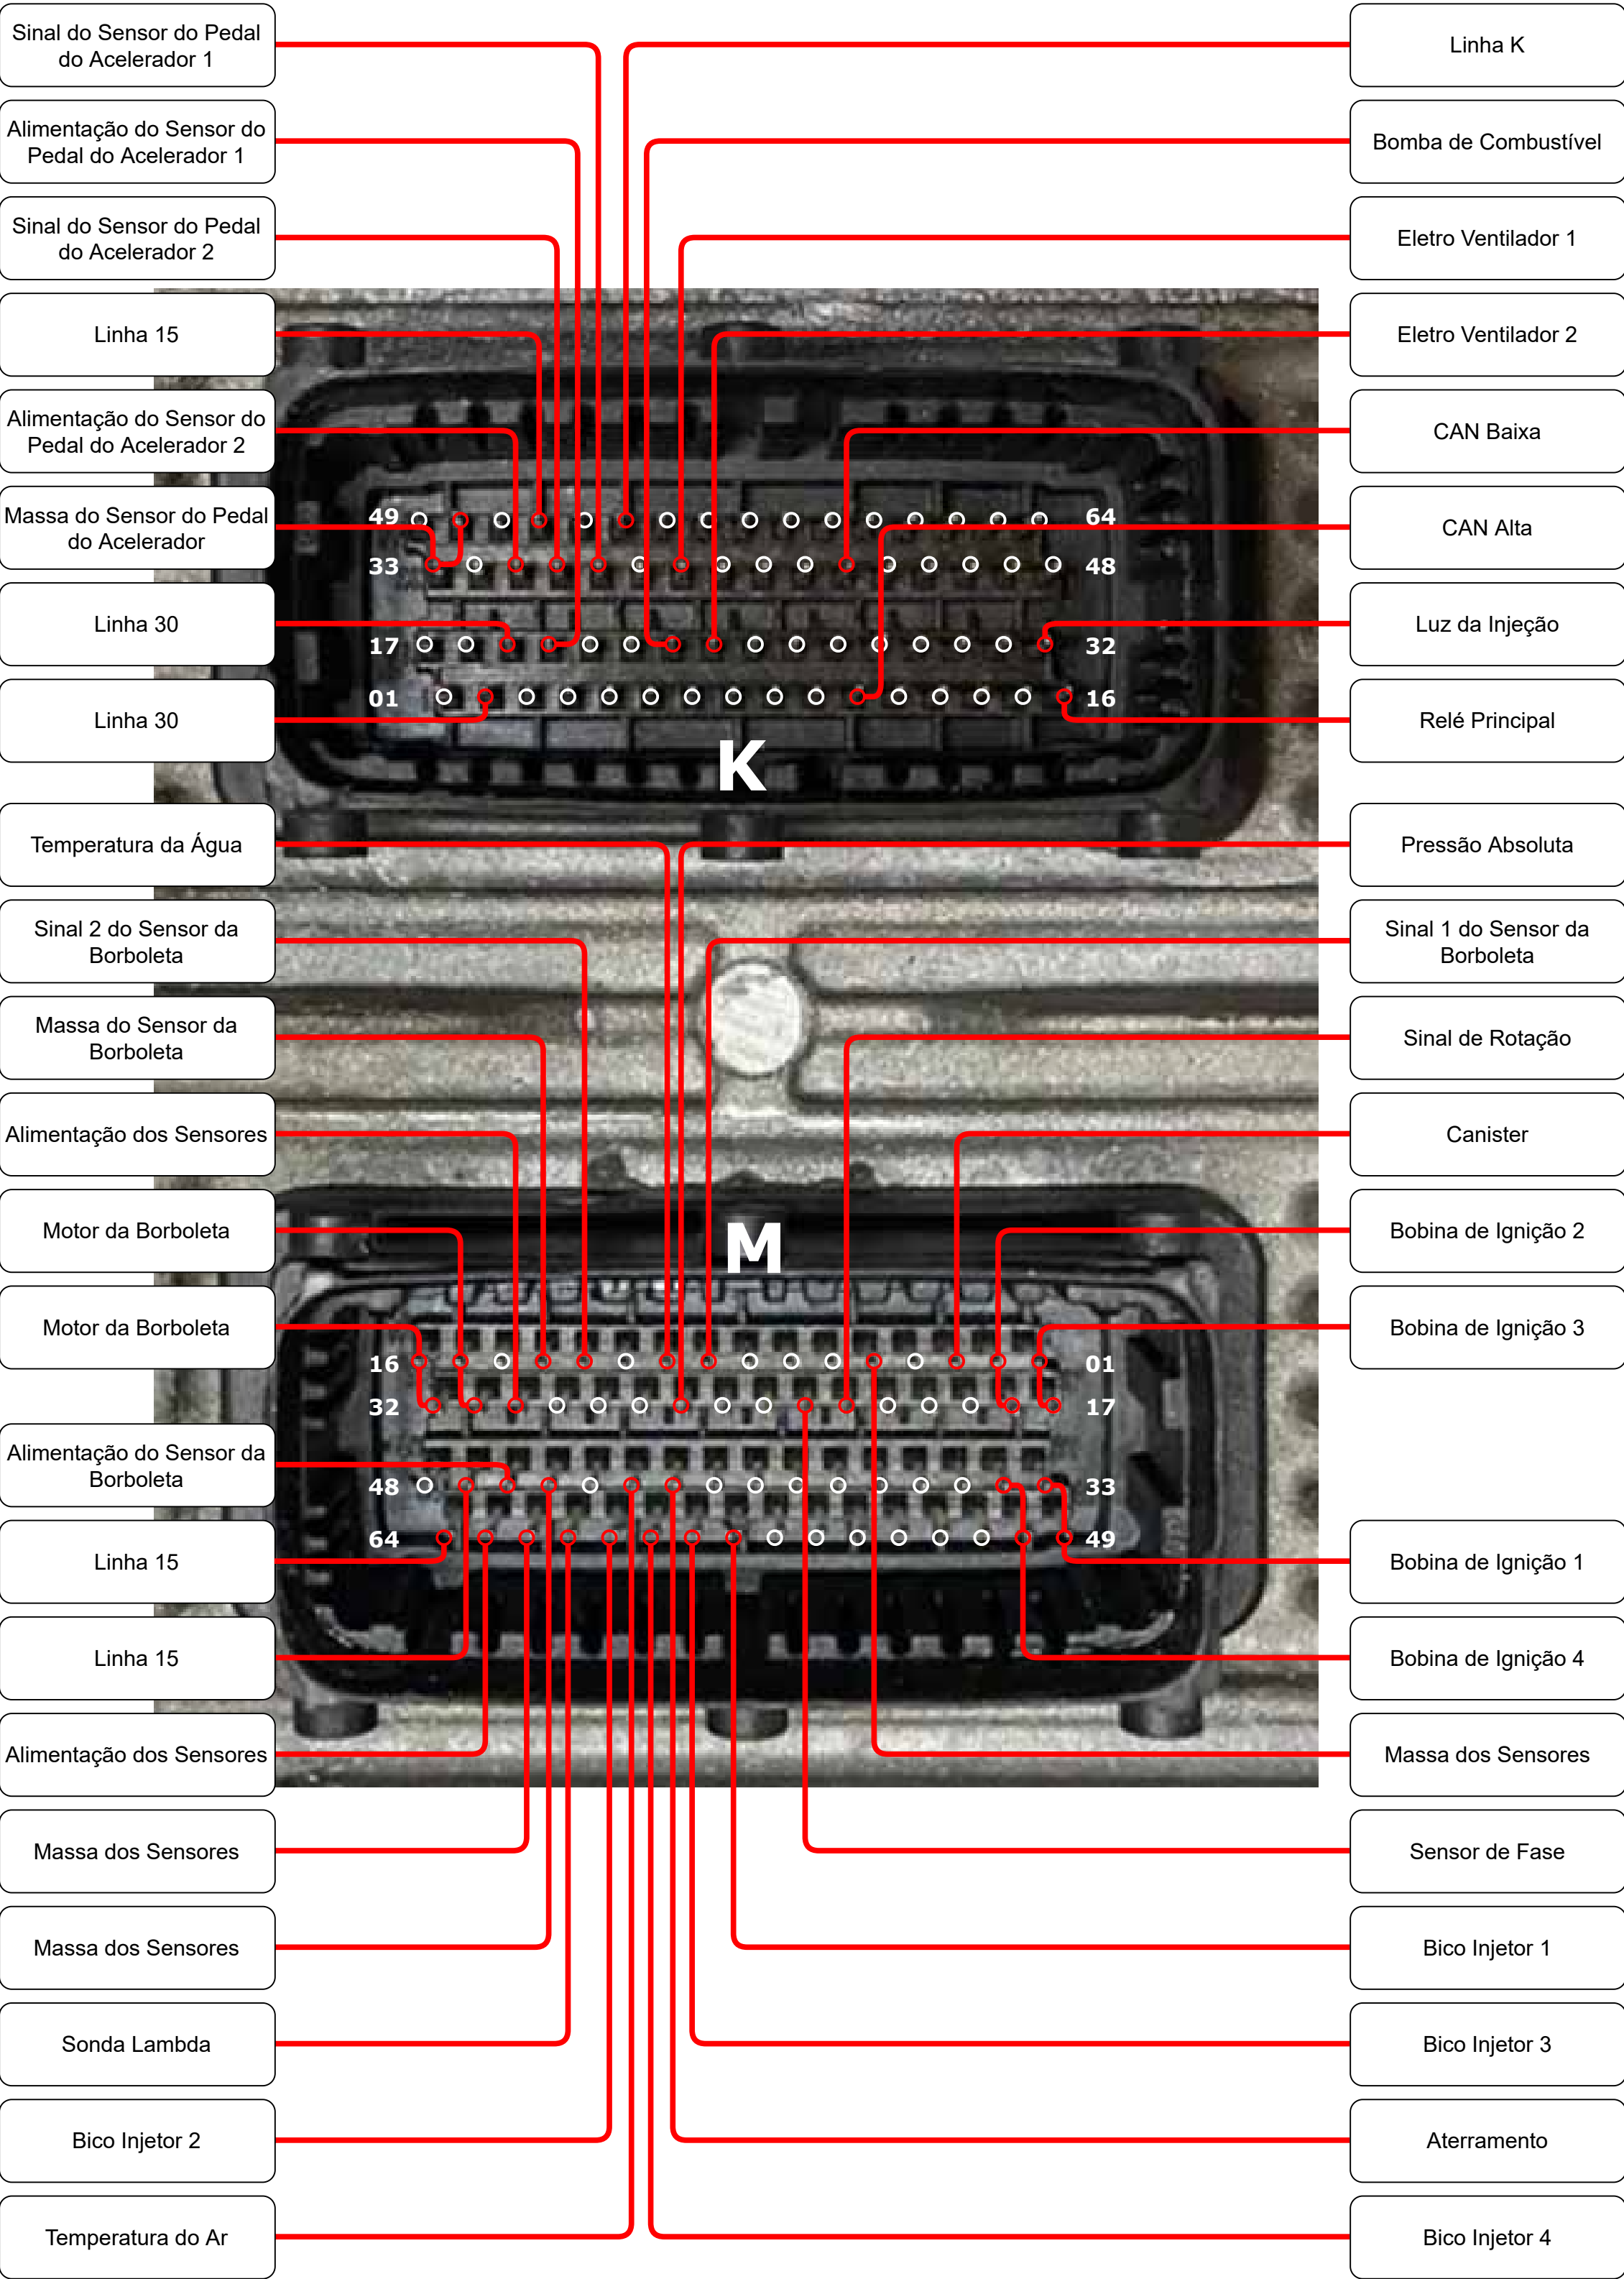 Sinal do Sensor do Pedal
do Acelerador 1
Alimentação do Sensor do
Pedal do Acelerador 1
Sinal do Sensor do Pedal
do Acelerador 2
Linha 15
Alimentação do Sensor do
Pedal do Acelerador 2
Massa do Sensor do Pedal
do Acelerador
Linha 30
Linha 30
Linha K
Bomba de Combustível
Eletro Ventilador 1
Eletro Ventilador 2
CAN Baixa
CAN Alta
Luz da Injeção
Relé Principal
49 64
33 48
17 32
01 16
K
Temperatura da Água
Sinal 2 do Sensor da
Borboleta
Massa do Sensor da
Borboleta
Alimentação dos Sensores
Motor da Borboleta
Motor da Borboleta
Alimentação do Sensor da
Borboleta
Linha 15
Linha 15
Alimentação dos Sensores
Massa dos Sensores
Massa dos Sensores
Sonda Lambda
Bico Injetor 2
Temperatura do Ar
M
16 01
32 17
48 33
64 49
Pressão Absoluta
Sinal 1 do Sensor da
Borboleta
Sinal de Rotação
Canister
Bobina de Ignição 2
Bobina de Ignição 3
Bobina de Ignição 1
Bobina de Ignição 4
Massa dos Sensores
Sensor de Fase
Bico Injetor 1
Bico Injetor 3
Aterramento
Bico Injetor 4